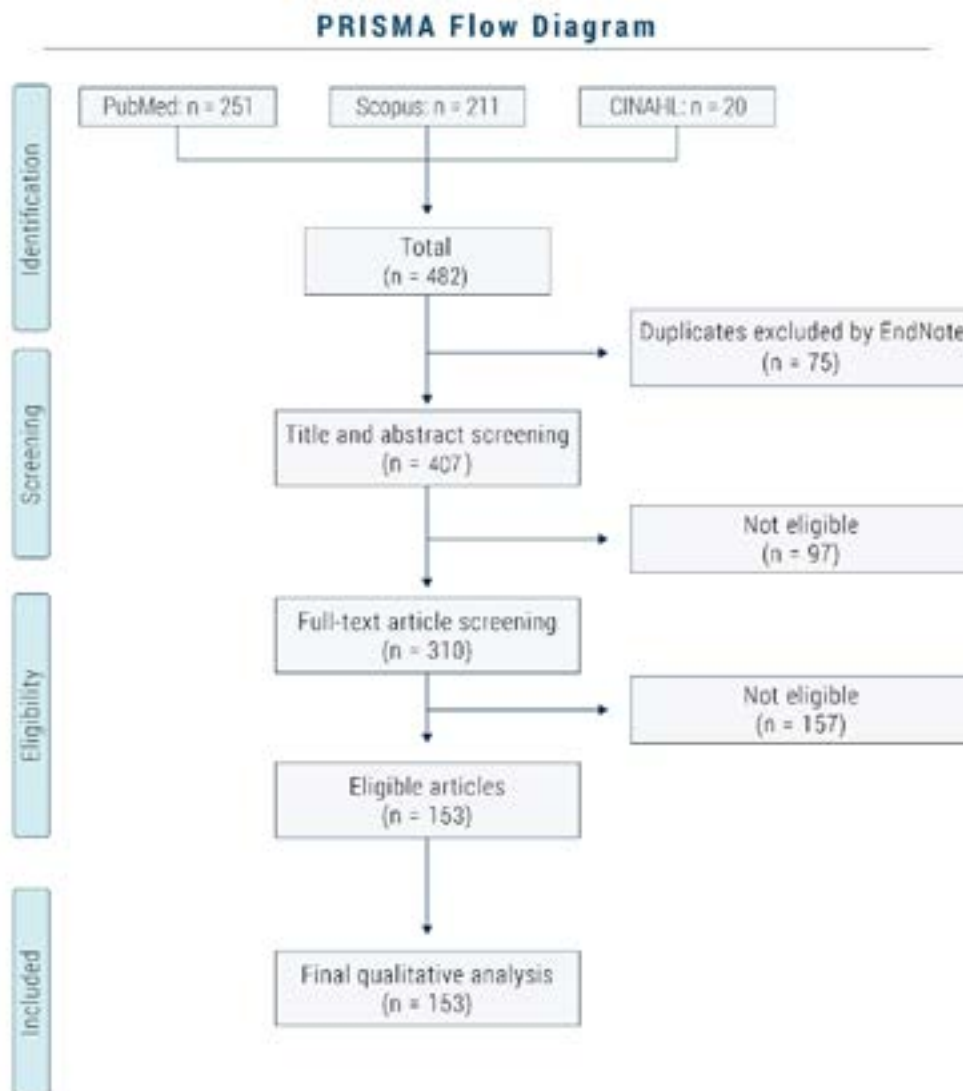 PRISMA Flow Diagram
Identification
PubMed: n = 251
Scopus: n = 211
CINAHL: n = 20
Total
(n = 482)
Duplicates excluded by EndNote
(n = 75)
Screening
Title and abstract screening
(n = 407)
Not eligible
(n = 97)
Eligibility
Full-text article screening
(n = 310)
Not eligible
(n = 157)
Eligible articles
(n = 153)
Included
Final qualitative analysis
(n = 153)